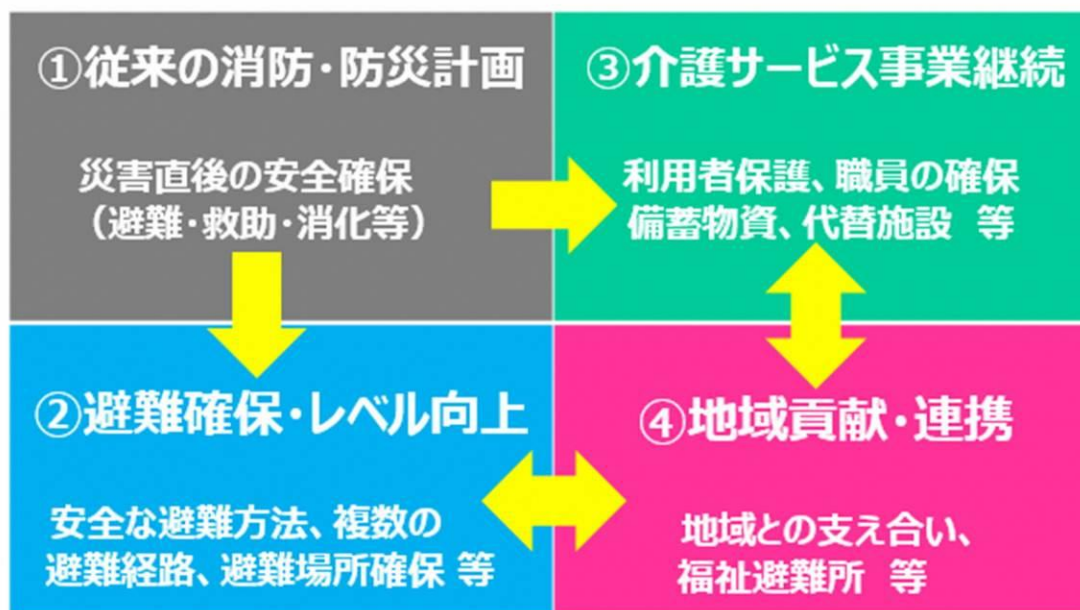 ①従来の消防・防災計画
災害直後の安全確保
（避難・救助・消化等）
③介護サービス事業継続
利用者保護、職員の確保
備蓄物資、代替施設 等
②避難確保・レベル向上
安全な避難方法、複数の
避難経路、避難場所確保 等
④地域貢献・連携
地域との支え合い、
福祉避難所 等